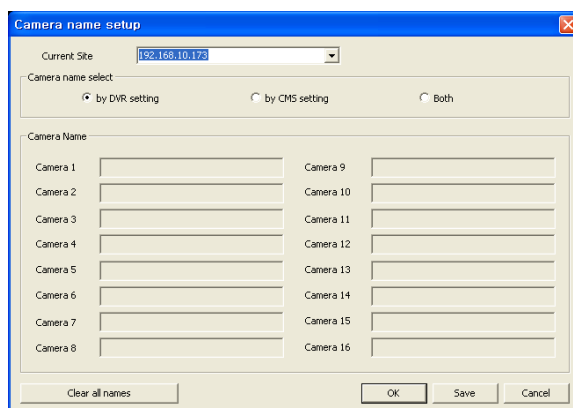 Camera name setup
Current Site 192.168.10.173
Camera name select
by DVR setting by CMS setting Both
Camera Name
Camera 1 Camera 9
Camera 2 Camera 10
Camera 3 Camera 11
Camera 4 Camera 12
Camera 5 Camera 13
Camera 6 Camera 14
Camera 7 Camera 15
Camera 8 Camera 16
Clear all names OK Save Cancel